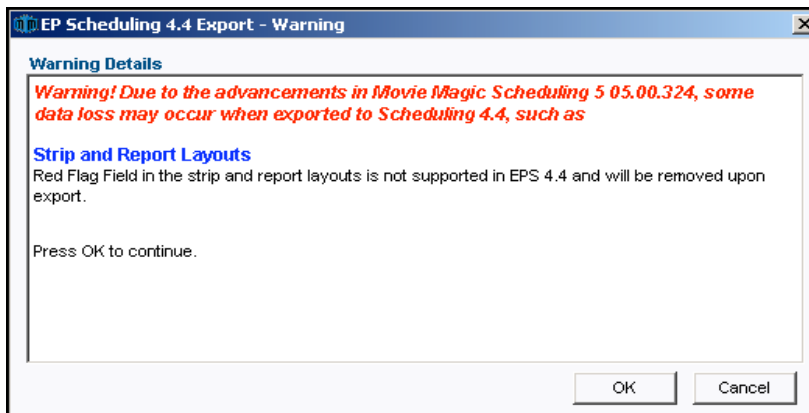 EP Scheduling 4.4 Export - Warning
Warning Details
Warning! Due to the advancements in Movie Magic Scheduling 5 05.00.324, some
data loss may occur when exported to Scheduling 4.4, such as
Strip and Report Layouts
Red Flag Field in the strip and report layouts is not supported in EPS 4.4 and will be removed upon
export.
Press OK to continue.
OK Cancel